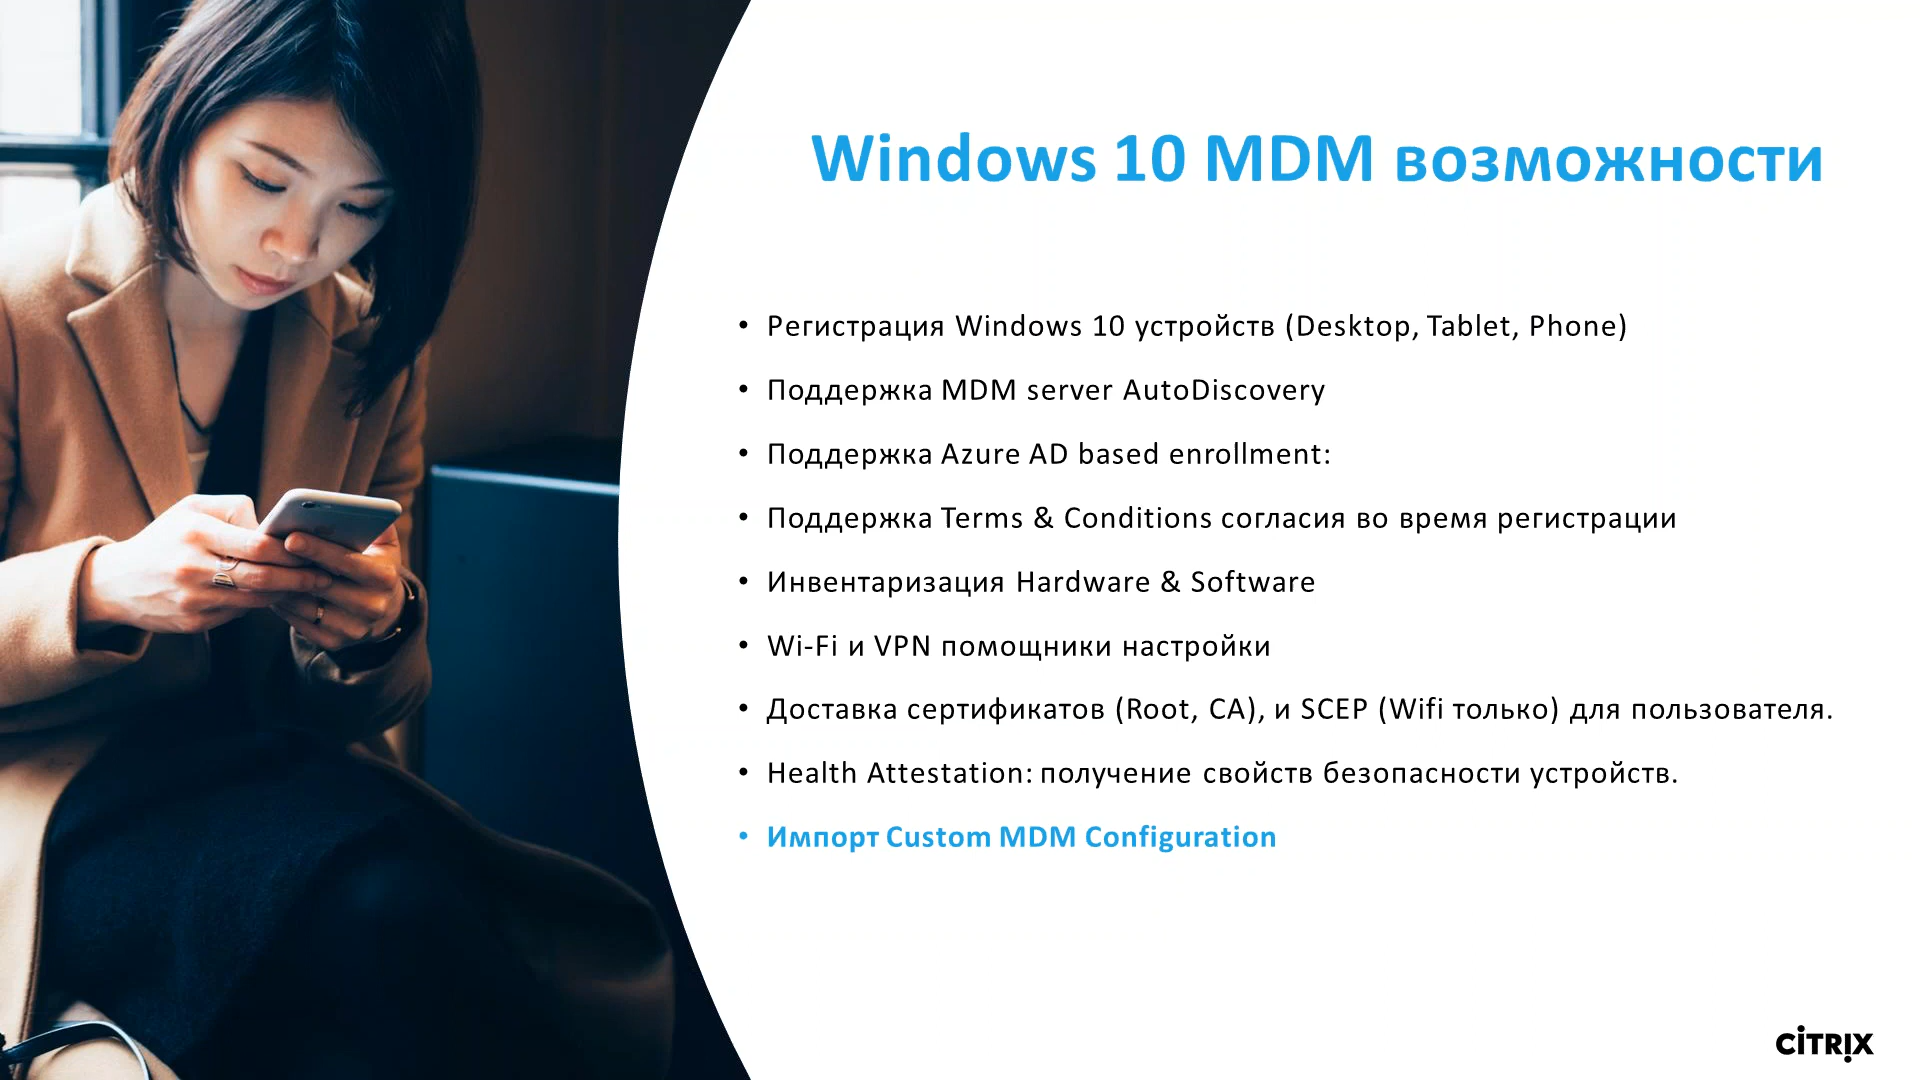 Windows 10 MDM возможности
• Регистрация Windows 10 устройств (Desktop, Tablet, Phone)
• Поддержка MDM server AutoDiscovery
• Поддержка Azure AD based enrollment:
• Поддержка Terms & Conditions согласия во время регистрации
• Инвентаризация Hardware & Software
• Wi-Fi и VPN помощники настройки
• Доставка сертификатов (Root, CA), и SCEP (Wifi только) для пользователя.
• Health Attestation: получение свойств безопасности устройств.
• Импорт Custom MDM Configuration
CITRIX